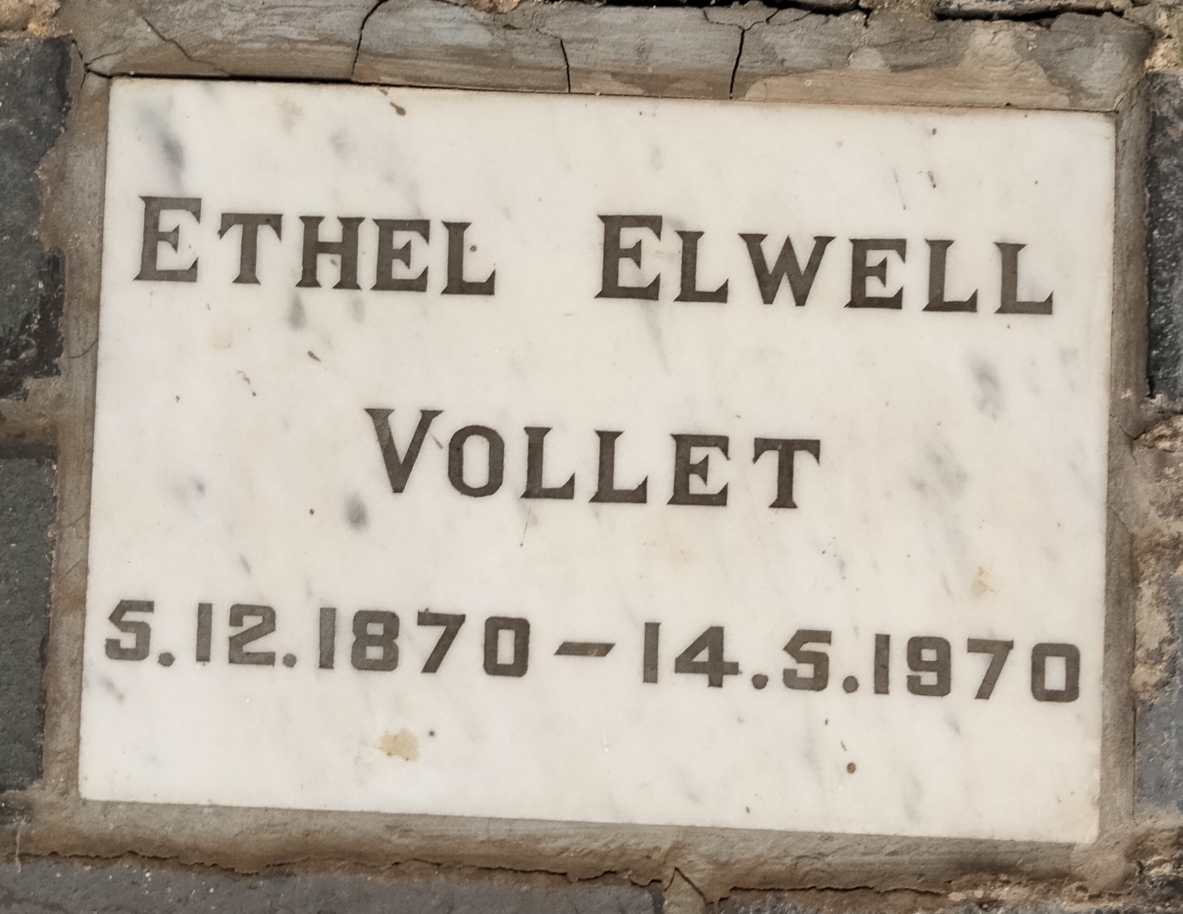 ETHEL ELWELL
VOLLET
5.12.1870 - 14.5.1970